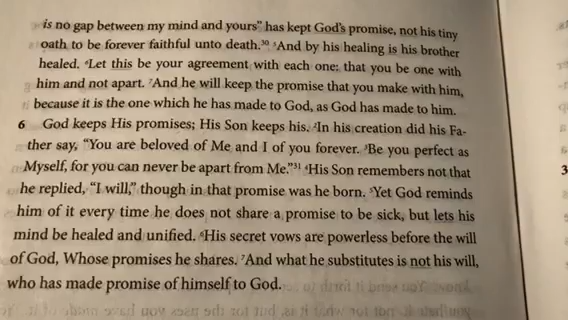 is no gap between my mind and yours” has kept God’s promise, not his tiny
oath to be forever faithful unto death.³⁰ ⁵And by his healing is his brother
healed. ⁶Let this be your agreement with each one: that you be one with
him and not apart. ⁷And he will keep the promise that you make with him,
because it is the one which he has made to God, as God has made to him.
6 God keeps His promises; His Son keeps his. ²In his creation did his Fa-
ther say, “You are beloved of Me and I of you forever. ³Be you perfect as
Myself, for you can never be apart from Me.”³¹ ⁴His Son remembers not that
he replied, “I will,” though in that promise was he born. ⁵Yet God reminds
him of it every time he does not share a promise to be sick, but lets his
mind be healed and unified. ⁶His secret vows are powerless before the will
of God, Whose promises he shares. ⁷And what he substitutes is not his will,
who has made promise of himself to God.
3